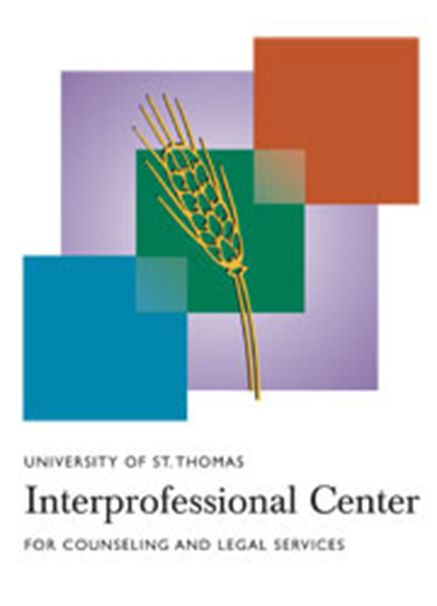 UNIVERSITY OF ST. THOMAS
Interprofessional Center
FOR COUNSELING AND LEGAL SERVICES